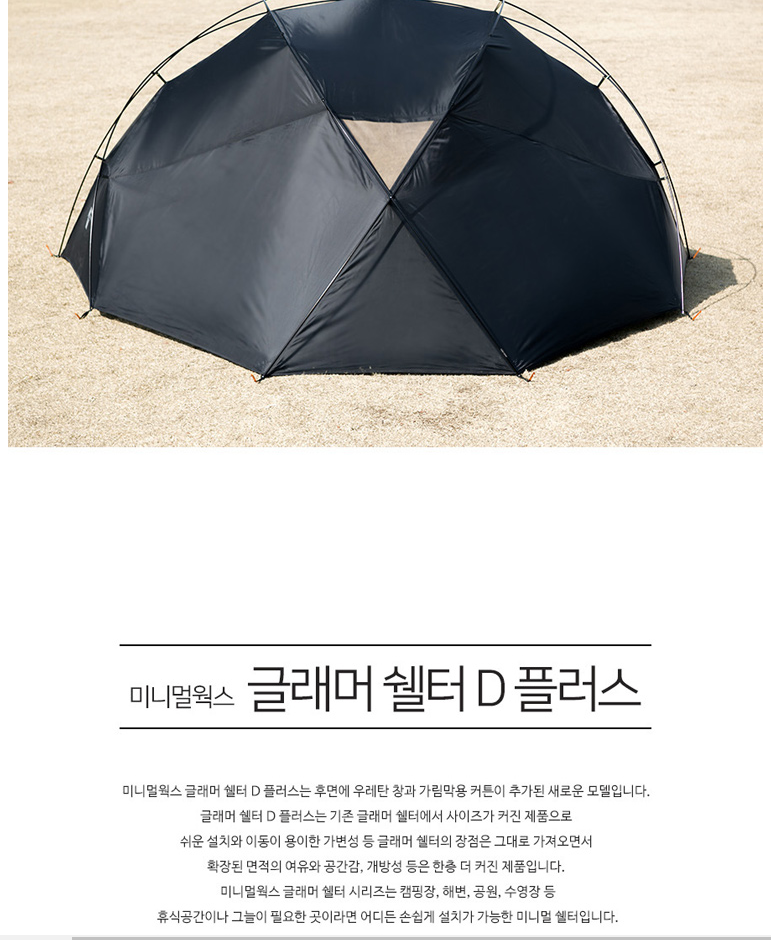 미니멀웍스 글래머 쉘터 D 플러스
미니멀웍스 글래머 쉘터 D 플러스는 후면에 우레탄 창과 가림막용 커튼이 추가된 새로운 모델입니다.
글래머 쉘터 D 플러스는 기존 글래머 쉘터에서 사이즈가 커진 제품으로
쉬운 설치와 이동이 용이한 가변성 등 글래머 쉘터의 장점은 그대로 가져오면서
확장된 면적의 여유와 공간감, 개방성 등은 한층 더 커진 제품입니다.
미니멀웍스 글래머 쉘터 시리즈는 캠핑장, 해변, 공원, 수영장 등
휴식공간이나 그늘이 필요한 곳이라면 어디든 손쉽게 설치가 가능한 미니멀 쉘터입니다.